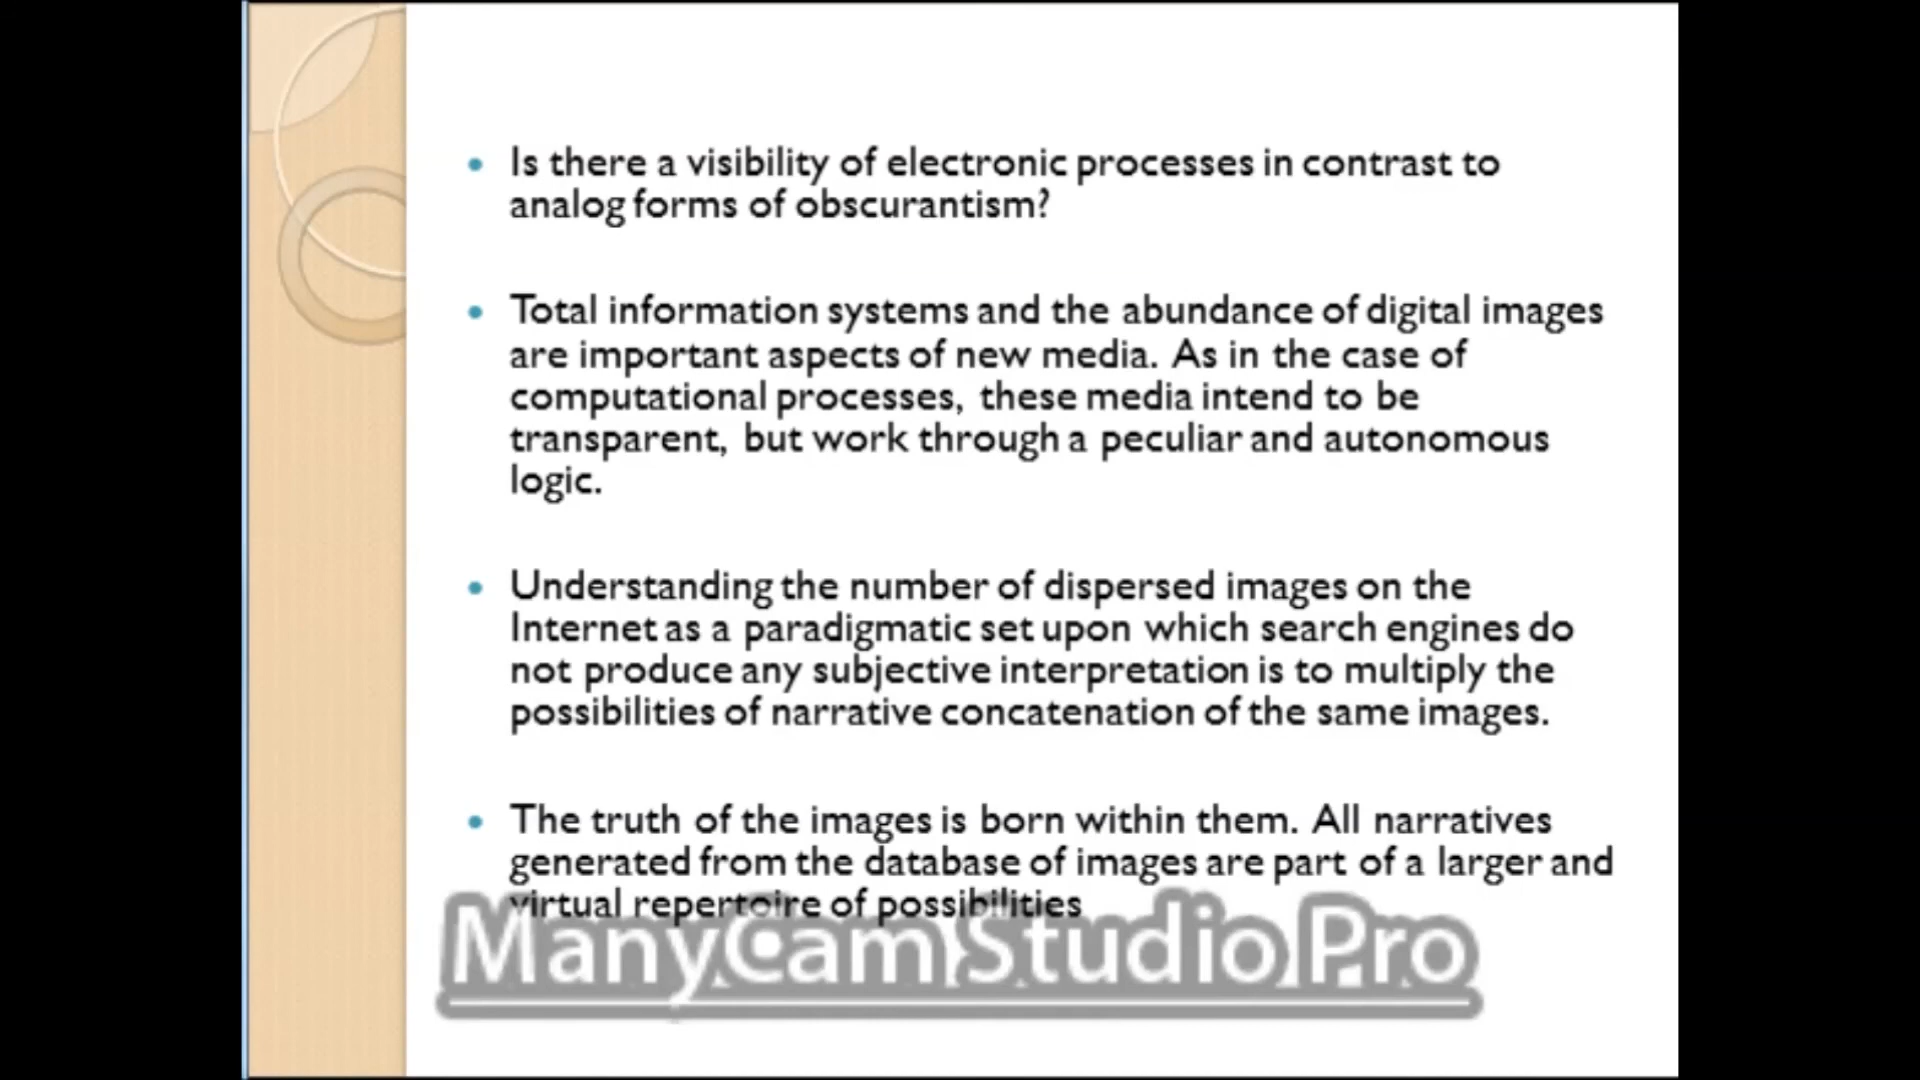 Is there a visibility of electronic processes in contrast to
analog forms of obscurantism?
Total information systems and the abundance of digital images
are important aspects of new media. As in the case of
computational processes, these media intend to be
transparent, but work through a peculiar and autonomous
logic.
Understanding the number of dispersed images on the
Internet as a paradigmatic set upon which search engines do
not produce any subjective interpretation is to multiply the
possibilities of narrative concatenation of the same images.
The truth of the images is born within them. All narratives
generated from the database of images are part of a larger and
virtual repertoire of possibilities
ManyCam Studio Pro